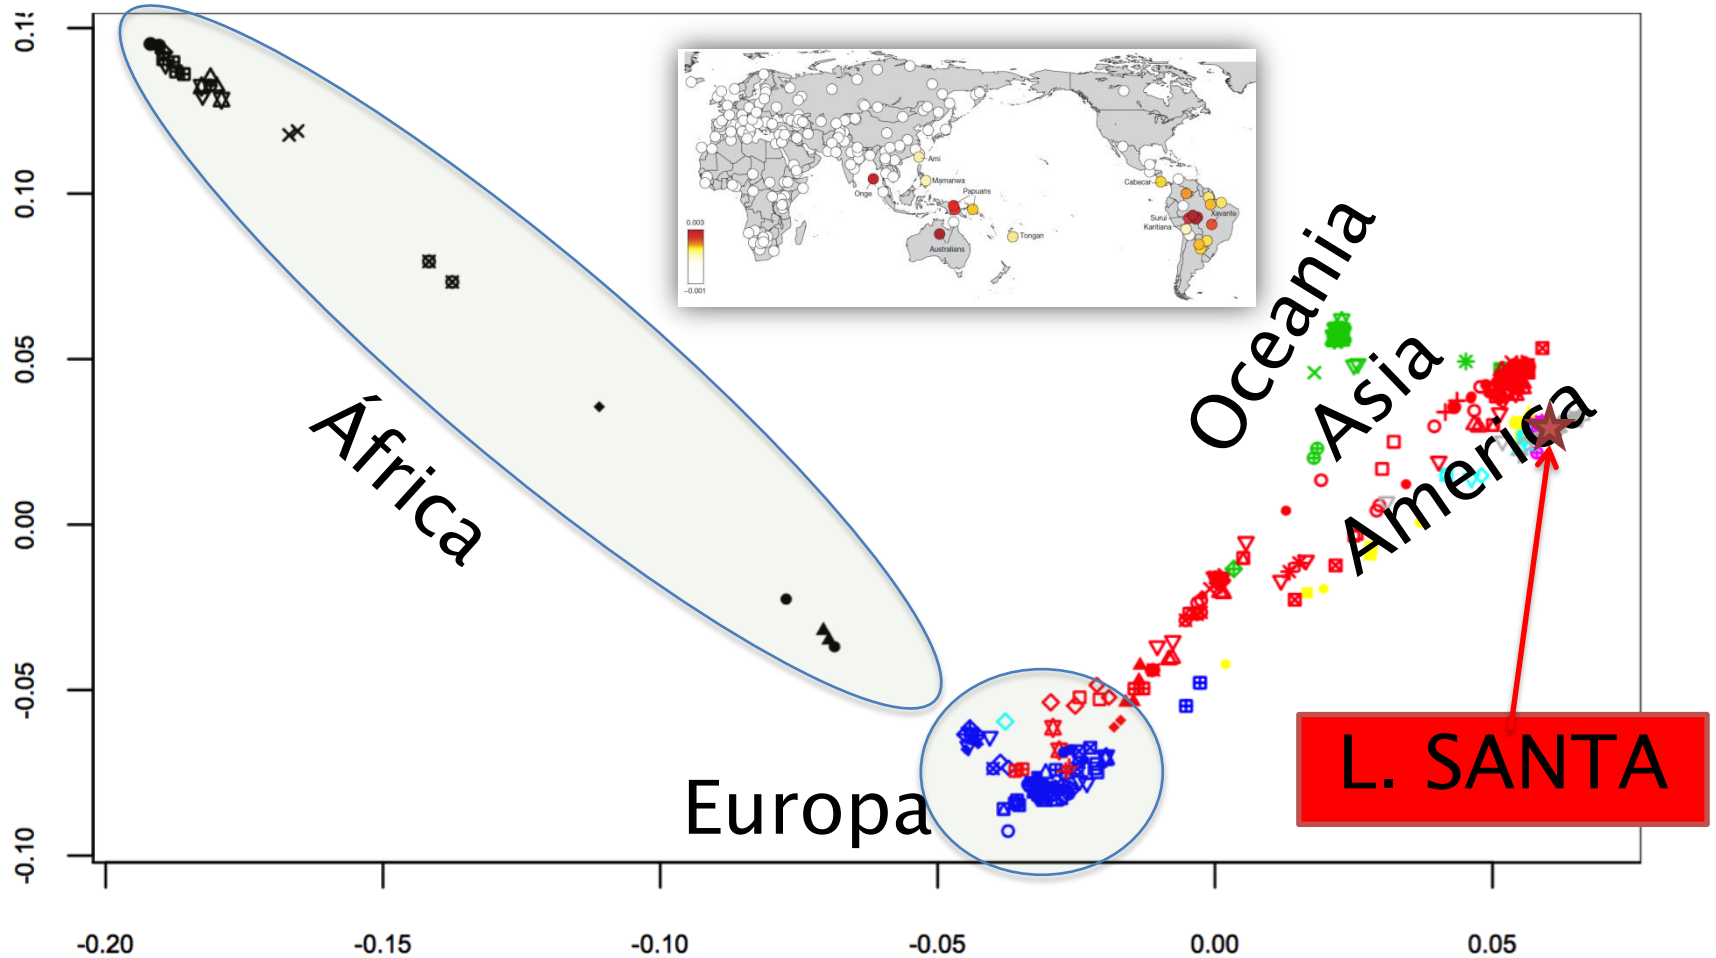 0.10
0.05
0.00
-0.05
-0.10
-0.20
-0.15
-0.10
-0.05
0.00
0.05
África
Europa
Oceania
Asia
America
L. SANTA
Ami
Mamanwa
Onge
Papuans
Australians
Tongan
Cabecar
Surui
Karitiana
Xavante
0.003
-0.001